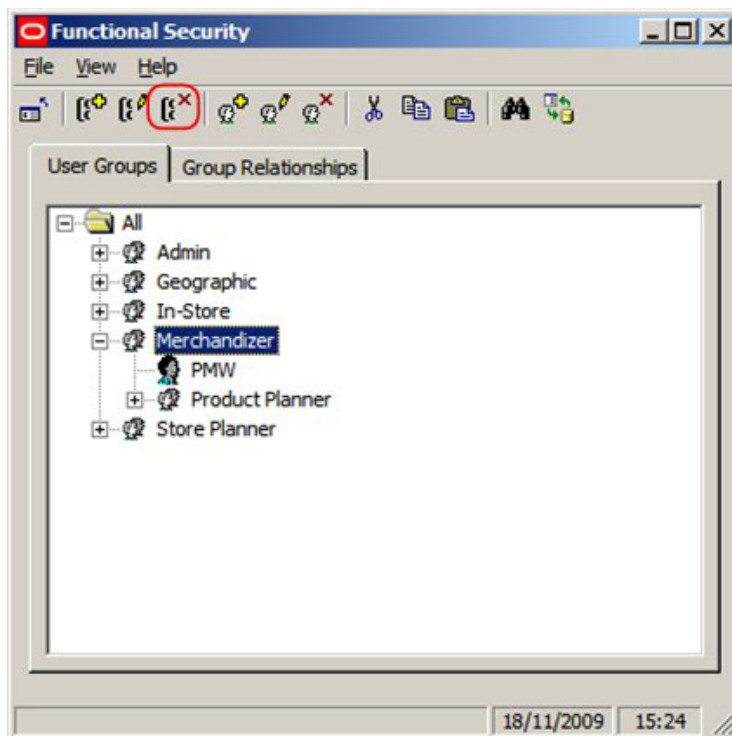 Functional Security
File View Help
User Groups Group Relationships
All
Admin
Geographic
In-Store
Merchandizer
PMW
Product Planner
Store Planner
18/11/2009 15:24